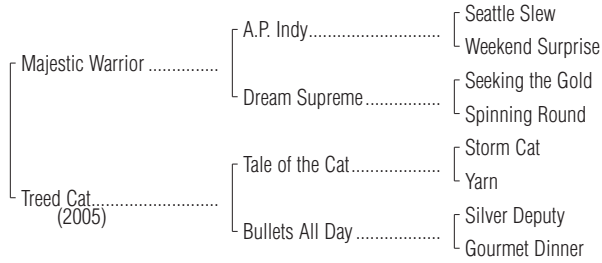 Seattle Slew
A.P. Indy............................
Weekend Surprise
Majestic Warrior ...............
Seeking the Gold
Dream Supreme................
Spinning Round
Storm Cat
Tale of the Cat...................
Yarn
Treed Cat...........................
(2005)
Silver Deputy
Bullets All Day ..................
Gourmet Dinner